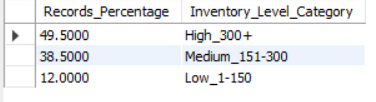 Records_Percentage Inventory_Level_Category
49.5000 High_300+
38.5000 Medium_151-300
12.0000 Low_1-150